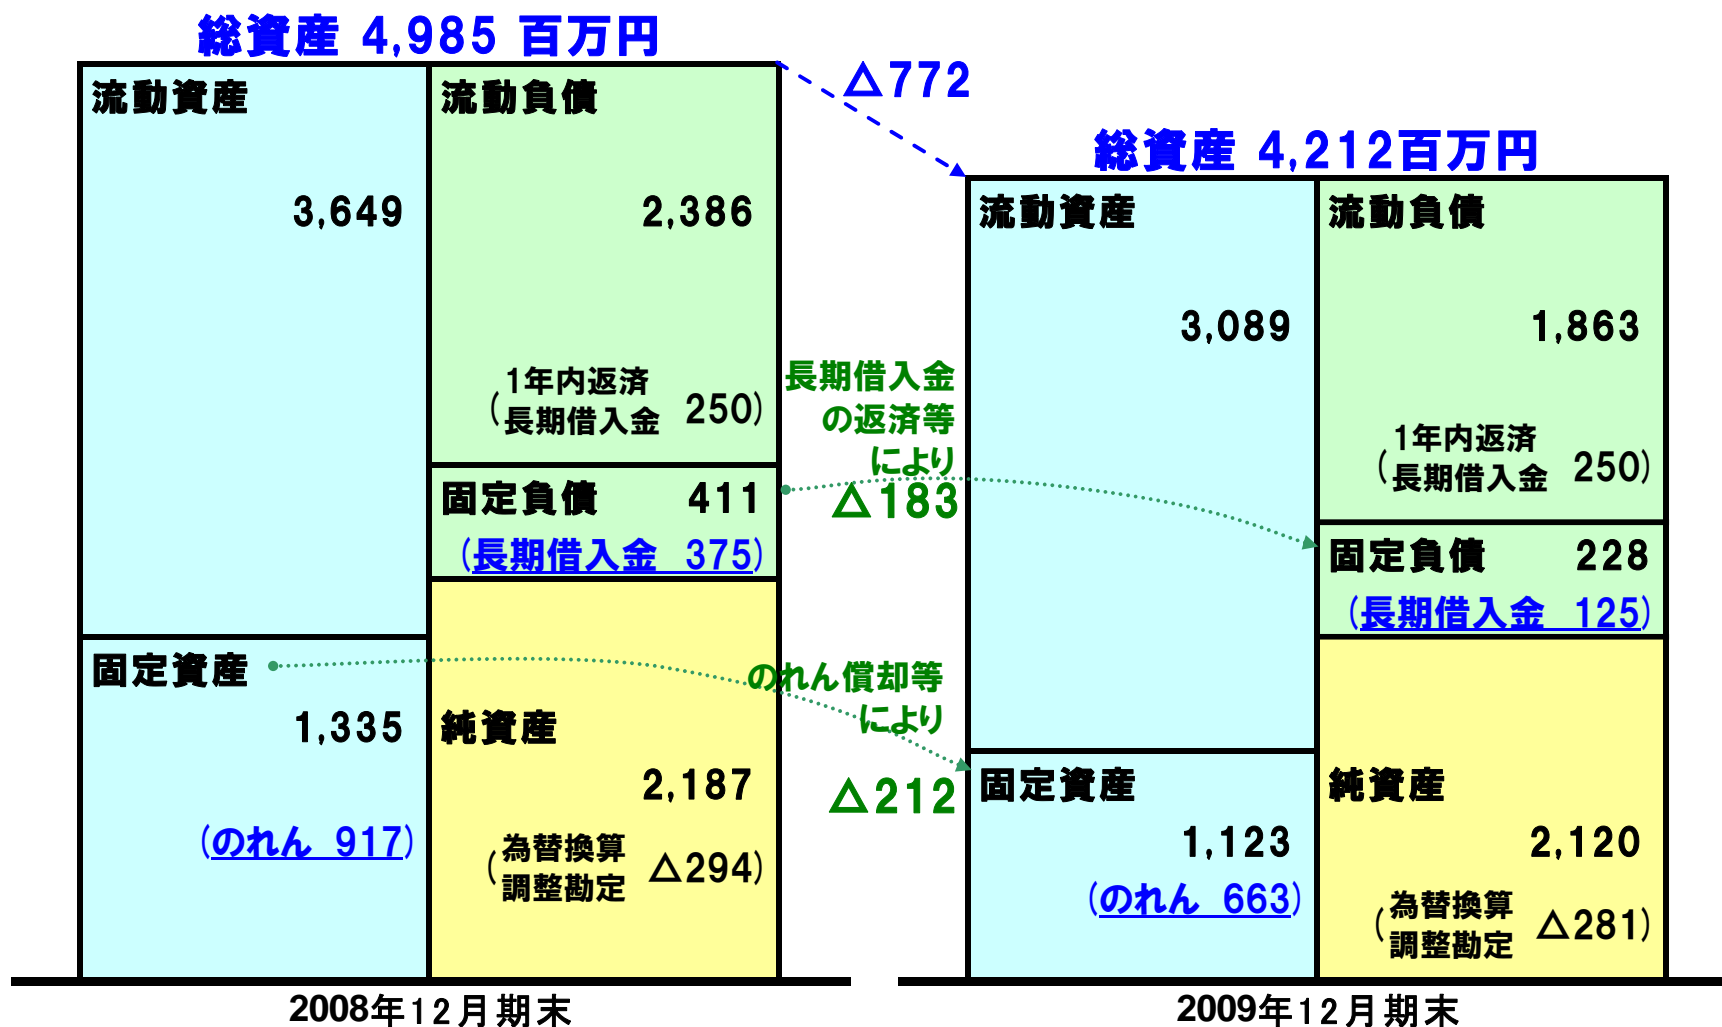 総資産 4,985 百万円
流動資産
3,649
固定資産
1,335
(のれん 917)
流動負債
2,386
(1年内返済
長期借入金 250)
固定負債 411
(長期借入金 375)
純資産
2,187
(為替換算
調整勘定 △294)
2008年12月期末
△772
長期借入金
の返済等
により
△183
のれん償却等
により
△212
総資産 4,212百万円
流動資産
3,089
固定資産
1,123
(のれん 663)
流動負債
1,863
(1年内返済
長期借入金 250)
固定負債 228
(長期借入金 125)
純資産
2,120
(為替換算
調整勘定 △281)
2009年12月期末